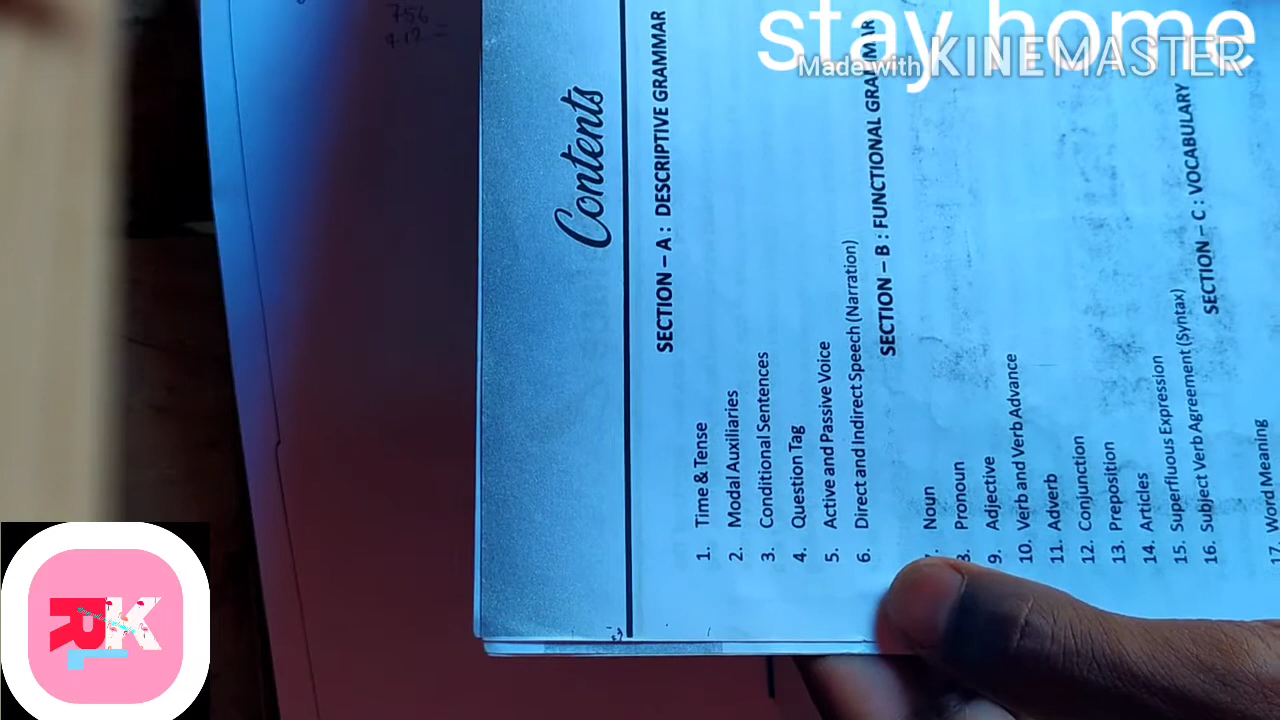 stay home
Made with KINEMASTER
756
Contents
SECTION – A : DESCRIPTIVE GRAMMAR
1. Time & Tense
2. Modal Auxiliaries
3. Conditional Sentences
4. Question Tag
5. Active and Passive Voice
6. Direct and Indirect Speech (Narration)
SECTION – B : FUNCTIONAL GRAMMAR
Noun
8. Pronoun
9. Adjective
10. Verb and Verb Advance
11. Adverb
12. Conjunction
13. Preposition
14. Articles
15. Superfluous Expression
16. Subject Verb Agreement (Syntax)
SECTION – C : VOCABULARY
17. Word Meaning
RK